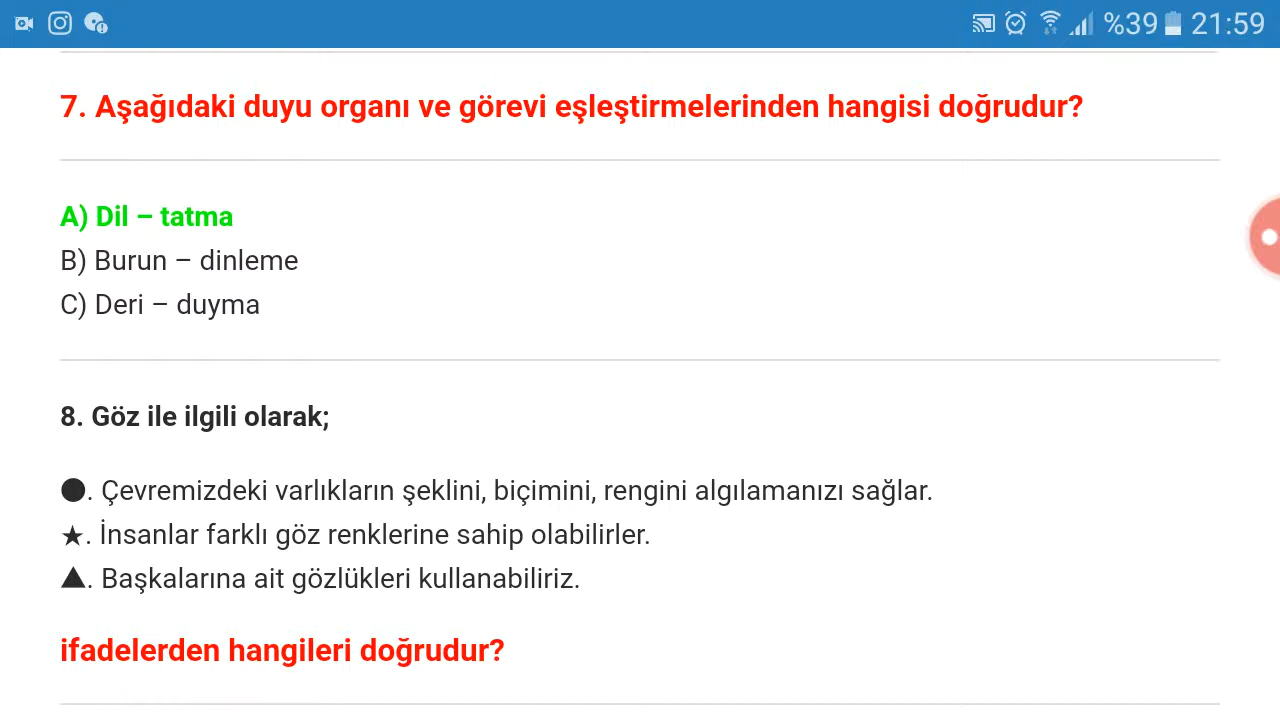 %39 21:59
7. Aşağıdaki duyu organı ve görevi eşleştirmelerinden hangisi doğrudur?
A) Dil – tatma
B) Burun – dinleme
C) Deri – duyma
8. Göz ile ilgili olarak;
●. Çevremizdeki varlıkların şeklini, biçimini, rengini algılamanızı sağlar.
★. İnsanlar farklı göz renklerine sahip olabilirler.
▲. Başkalarına ait gözlükleri kullanabiliriz.
ifadelerden hangileri doğrudur?